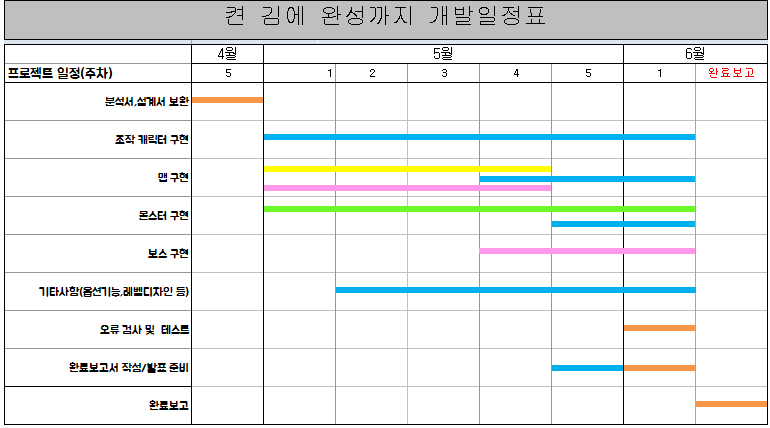 켠 김에 완성까지 개발일정표
4월 5월 6월
프로젝트 일정(주차) 5 1 2 3 4 5 1 완료보고
분석서,설계서 보완
조작 캐릭터 구현
맵 구현
몬스터 구현
보스 구현
기타사항(옵션기능,레벨디자인 등)
오류 검사 및 테스트
완료보고서 작성/발표 준비
완료보고